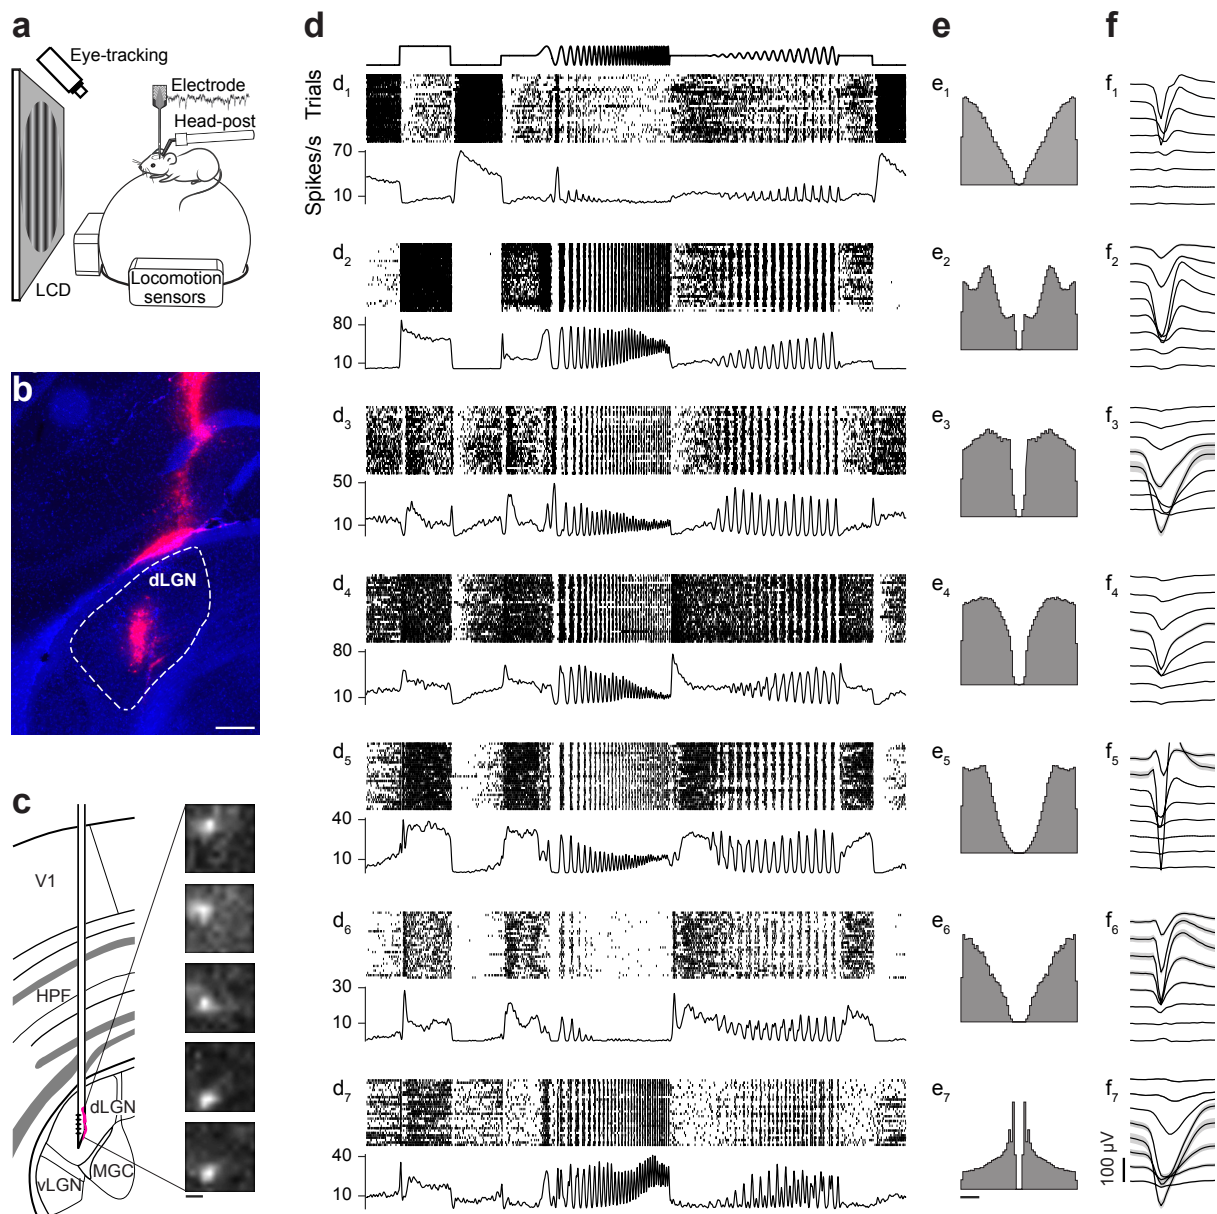 a
Eye-tracking
Electrode
Head-post
LCD
Locomotion
sensors
b
dLGN
c
V1
HPF
dLGN
MGC
vLGN
d
d1
Trials
Spikes/s
70
10
d2
80
10
d3
50
10
d4
80
10
d5
40
10
d6
30
10
d7
40
10
e
e1
e2
e3
e4
e5
e6
e7
f
f1
f2
f3
f4
f5
f6
f7
100 µV